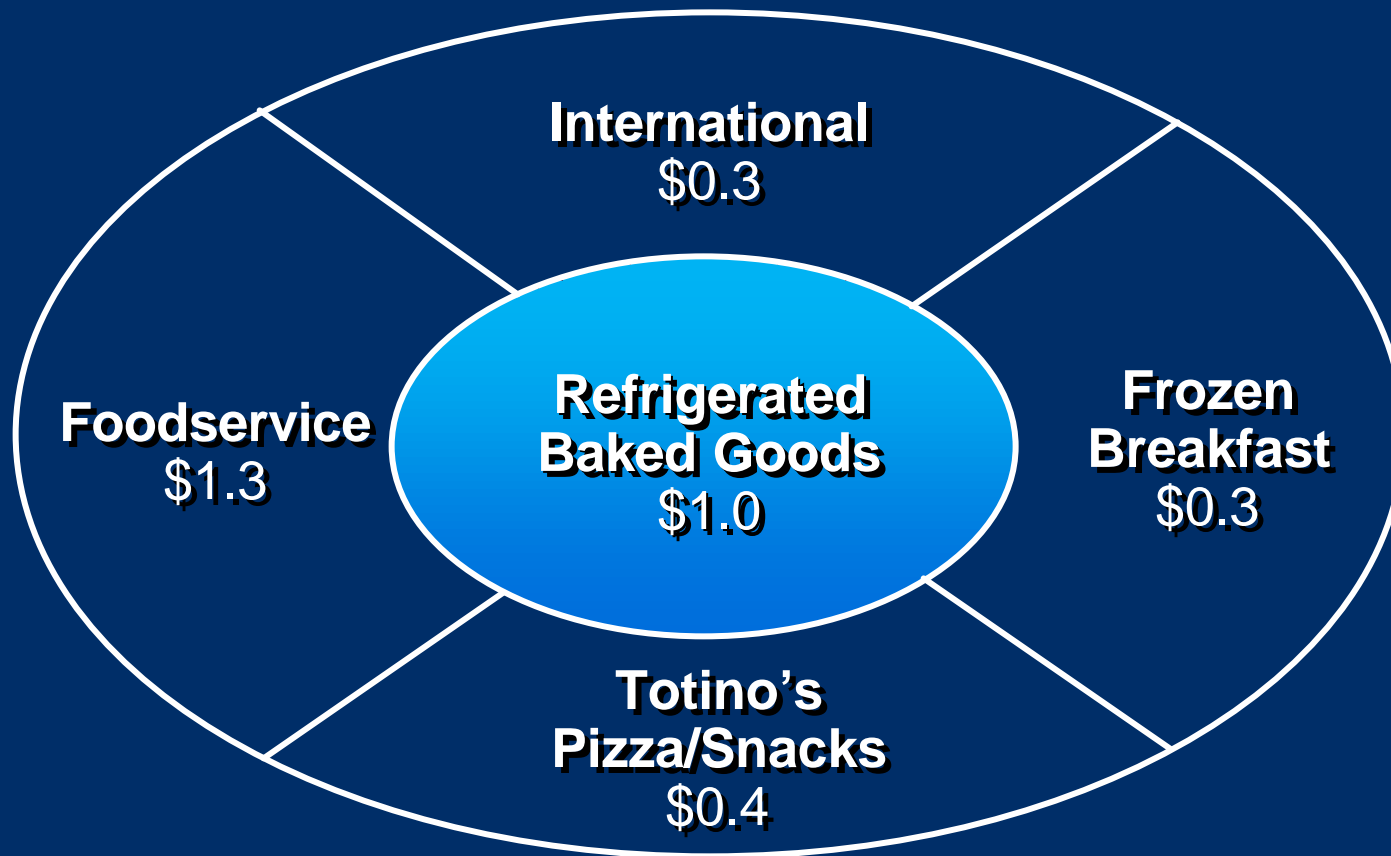 International
$0.3
Foodservice
$1.3
Refrigerated
Baked Goods
$1.0
Frozen
Breakfast
$0.3
Totino’s
Pizza/Snacks
$0.4